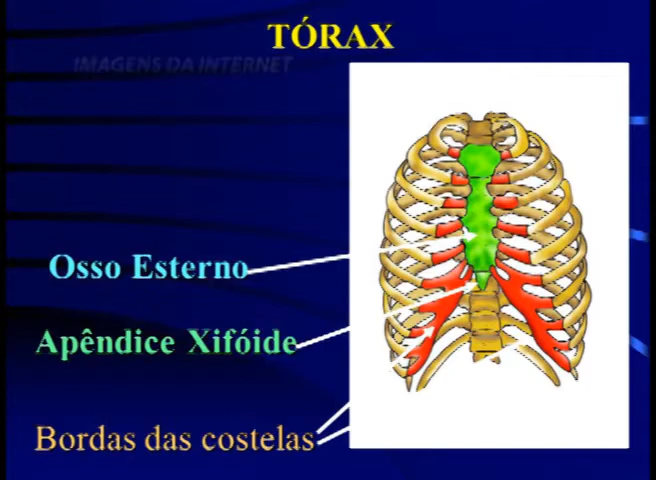 TÓRAX
IMAGENS DA INTERNET
Osso Esterno
Apêndice Xifóide
Bordas das costelas